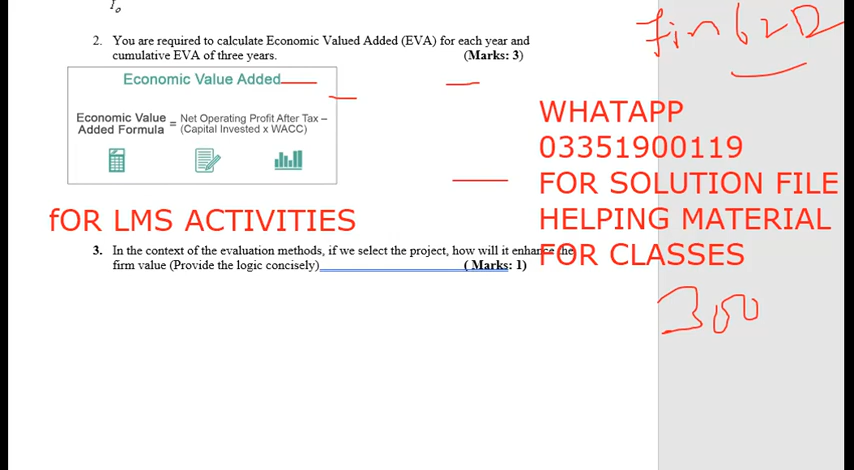 I₀
fin622
2. You are required to calculate Economic Valued Added (EVA) for each year and
cumulative EVA of three years. (Marks: 3)
Economic Value Added
Economic Value Added Formula = Net Operating Profit After Tax – (Capital Invested x WACC)
WHATAPP
03351900119
FOR SOLUTION FILE
HELPING MATERIAL
FOR CLASSES
fOR LMS ACTIVITIES
3. In the context of the evaluation methods, if we select the project, how will it enhance the
firm value (Provide the logic concisely) (Marks: 1)
300